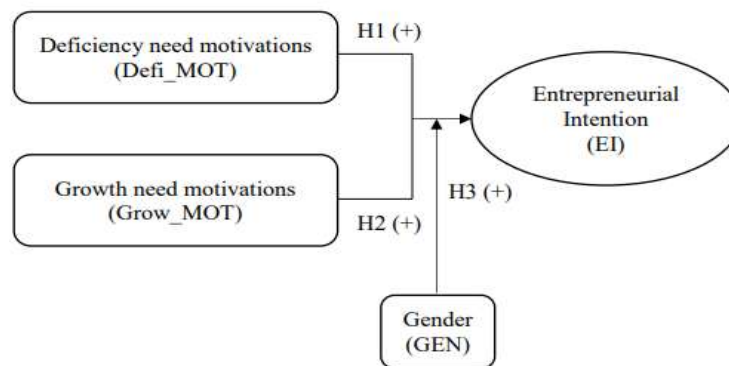 H1 (+)
Deficiency need motivations
(Defi_MOT)
Entrepreneurial
Intention
(EI)
Growth need motivations
(Grow_MOT)
H3 (+)
H2 (+)
Gender
(GEN)